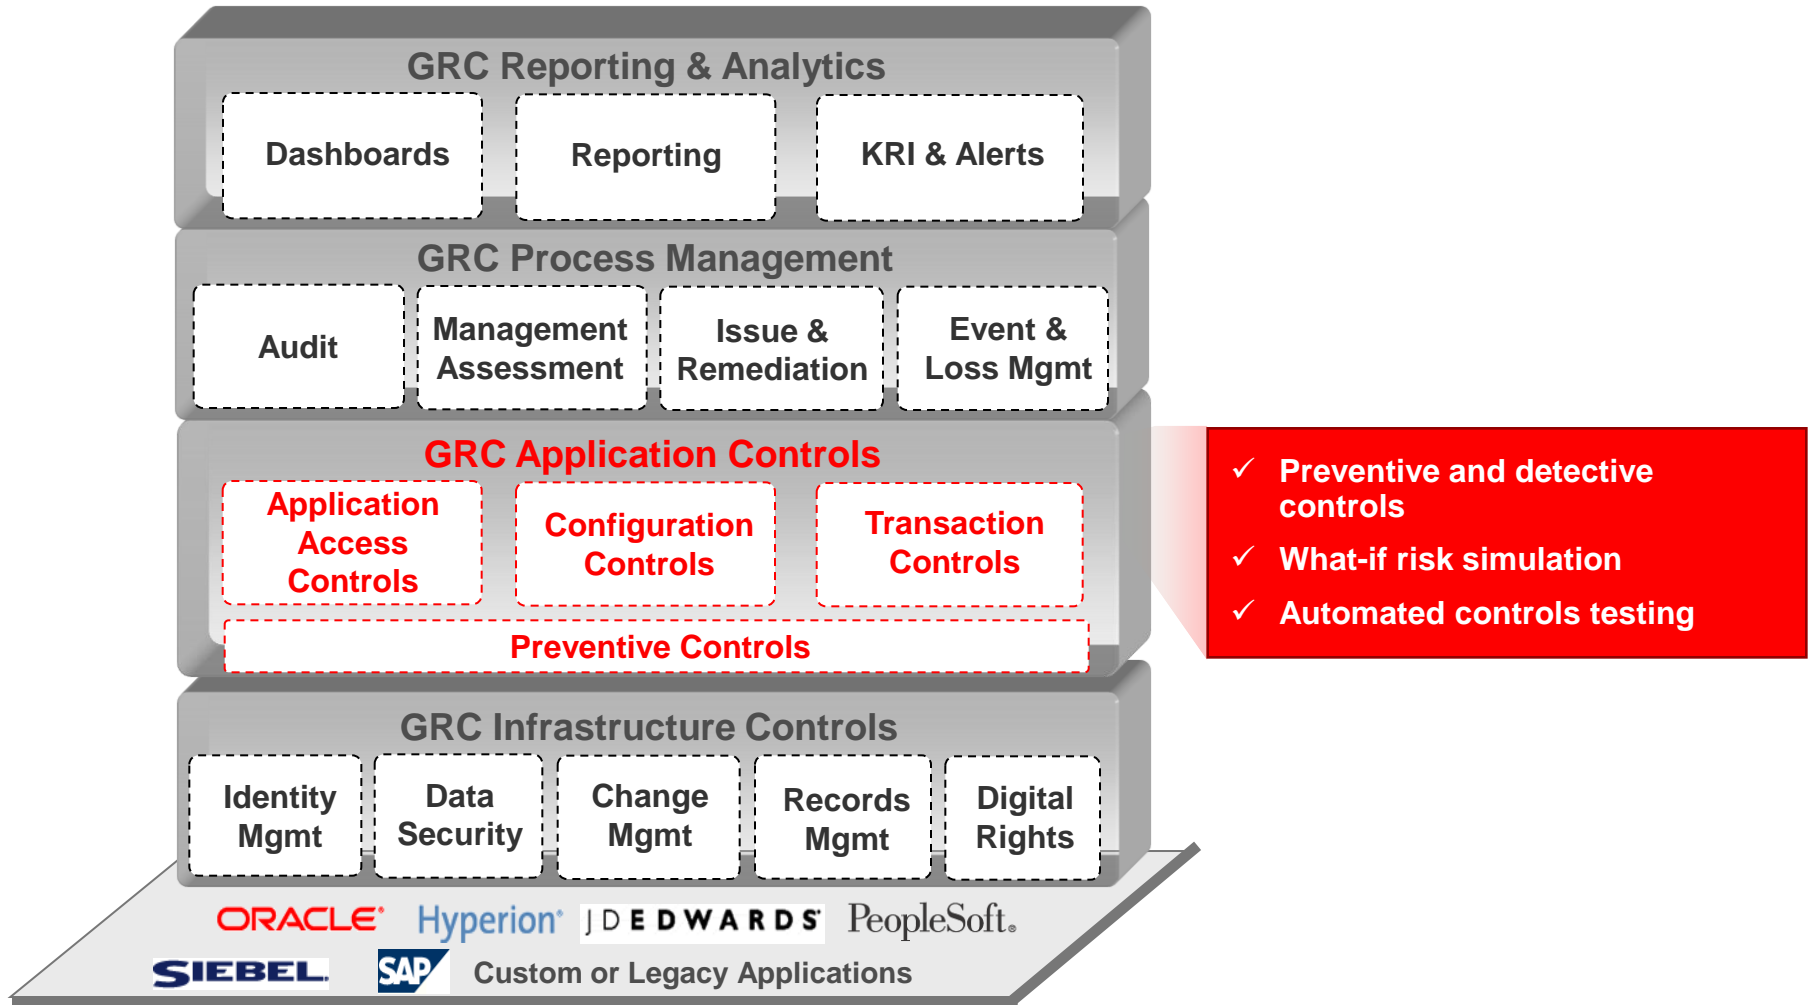 GRC Reporting & Analytics
Dashboards
Reporting
KRI & Alerts
GRC Process Management
Audit
Management
Assessment
Issue &
Remediation
Event &
Loss Mgmt
GRC Application Controls
Application
Access
Controls
Configuration
Controls
Transaction
Controls
Preventive Controls
✓ Preventive and detective
controls
✓ What-if risk simulation
✓ Automated controls testing
GRC Infrastructure Controls
Identity
Mgmt
Data
Security
Change
Mgmt
Records
Mgmt
Digital
Rights
ORACLE®
Hyperion®
JDEDWARDS®
PeopleSoft®
SIEBEL.
SAP
Custom or Legacy Applications